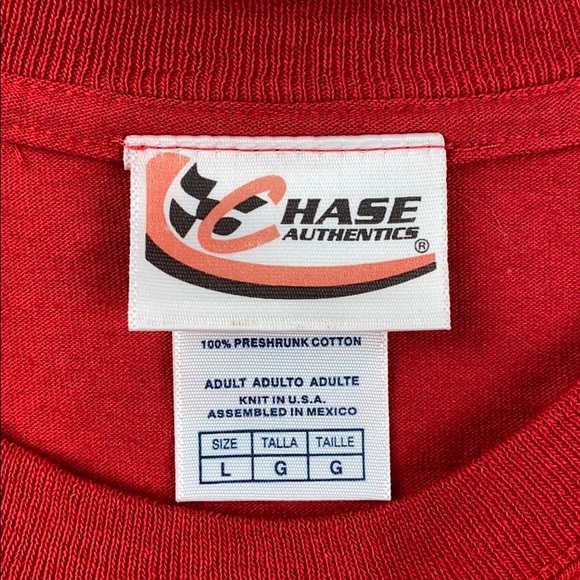 CHASE
AUTHENTICS®
100% PRESHRUNK COTTON
ADULT ADULTO ADULTE
KNIT IN U.S.A.
ASSEMBLED IN MEXICO
SIZE TALLA TAILLE
L G G